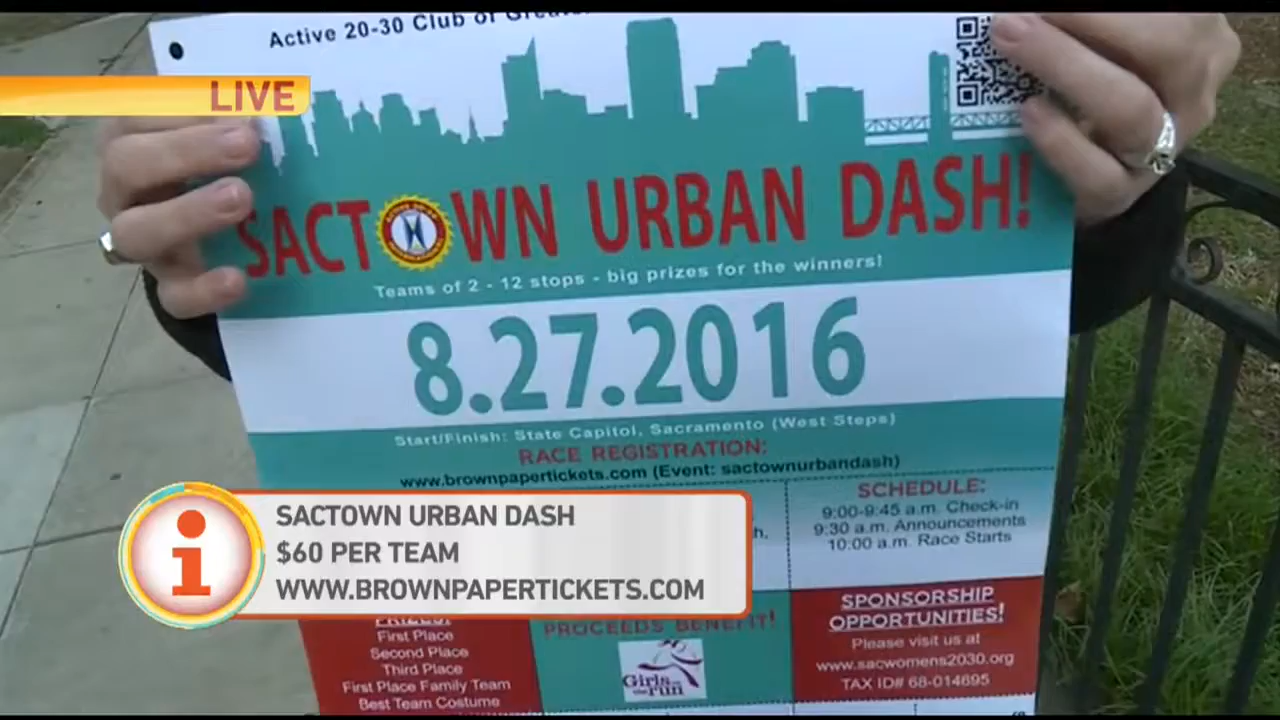 Active 20-30 Club of
LIVE
SACTOWN URBAN DASH!
Teams of 2 - 12 stops - big prizes for the winners!
8.27.2016
Start/Finish: State Capitol, Sacramento (West Steps)
RACE REGISTRATION:
www.brownpapertickets.com (Event: sactownurbandash)
SCHEDULE:
9:00-9:45 a.m. Check-in
9:30 a.m. Announcements
10:00 a.m. Race Starts
SACTOWN URBAN DASH
$60 PER TEAM
WWW.BROWNPAPERTICKETS.COM
First Place
Second Place
Third Place
First Place Family Team
Best Team Costume
PROCEEDS BENEFIT!
Girls on
the run
SPONSORSHIP
OPPORTUNITIES!
Please visit us at
www.sacwomens2030.org
TAX ID# 68-014695